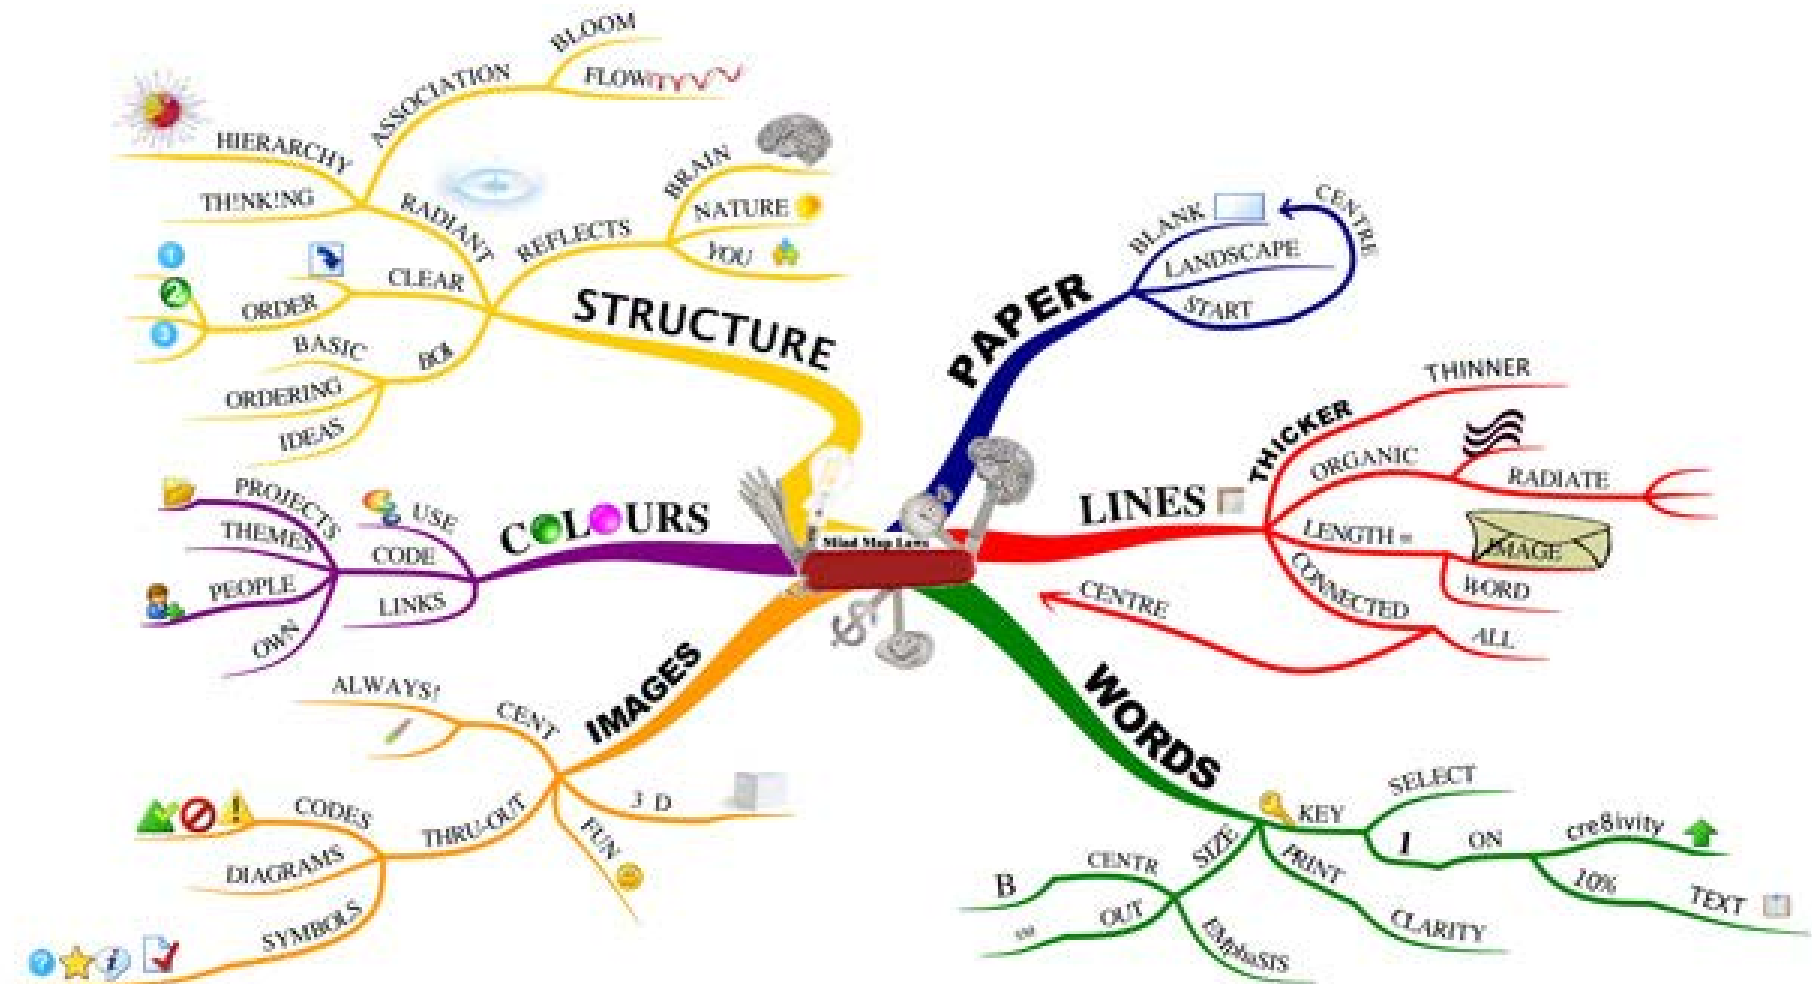 Mind Map Laws
PAPER
BLANK
LANDSCAPE
START
CENTRE
LINES
THICKER
THINNER
ORGANIC
RADIATE
LENGTH =
IMAGE
WORD
CONNECTED
ALL
CENTRE
WORDS
KEY
SELECT
1
ON
cre8ivity
10%
TEXT
PRINT
CLARITY
SIZE
CENTR
B
OUT
EMphaSIS
IMAGES
CENT
ALWAYS!
3 D
FUN
THRU-OUT
CODES
DIAGRAMS
SYMBOLS
COLOURS
USE
CODE
PROJECTS
THEMES
PEOPLE
OWN
LINKS
STRUCTURE
RADIANT
HIERARCHY
TH!NK!NG
ASSOCIATION
BLOOM
FLOW
REFLECTS
BRAIN
NATURE
YOU
CLEAR
ORDER
1
2
3
BOI
BASIC
ORDERING
IDEAS